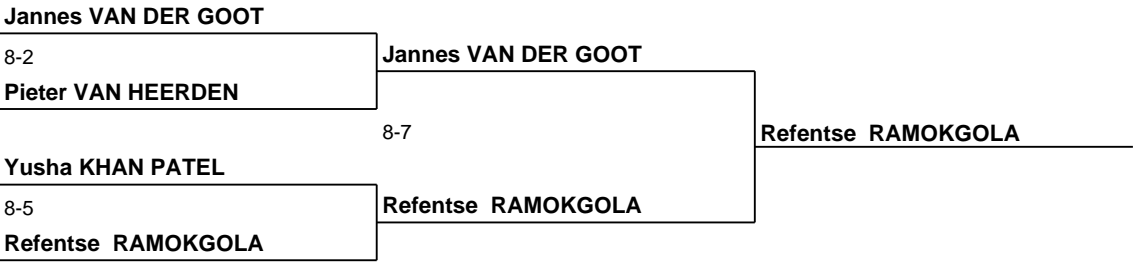 Jannes VAN DER GOOT
8-2
Pieter VAN HEERDEN
Jannes VAN DER GOOT
8-7
Refentse  RAMOKGOLA
Yusha KHAN PATEL
8-5
Refentse  RAMOKGOLA
Refentse  RAMOKGOLA